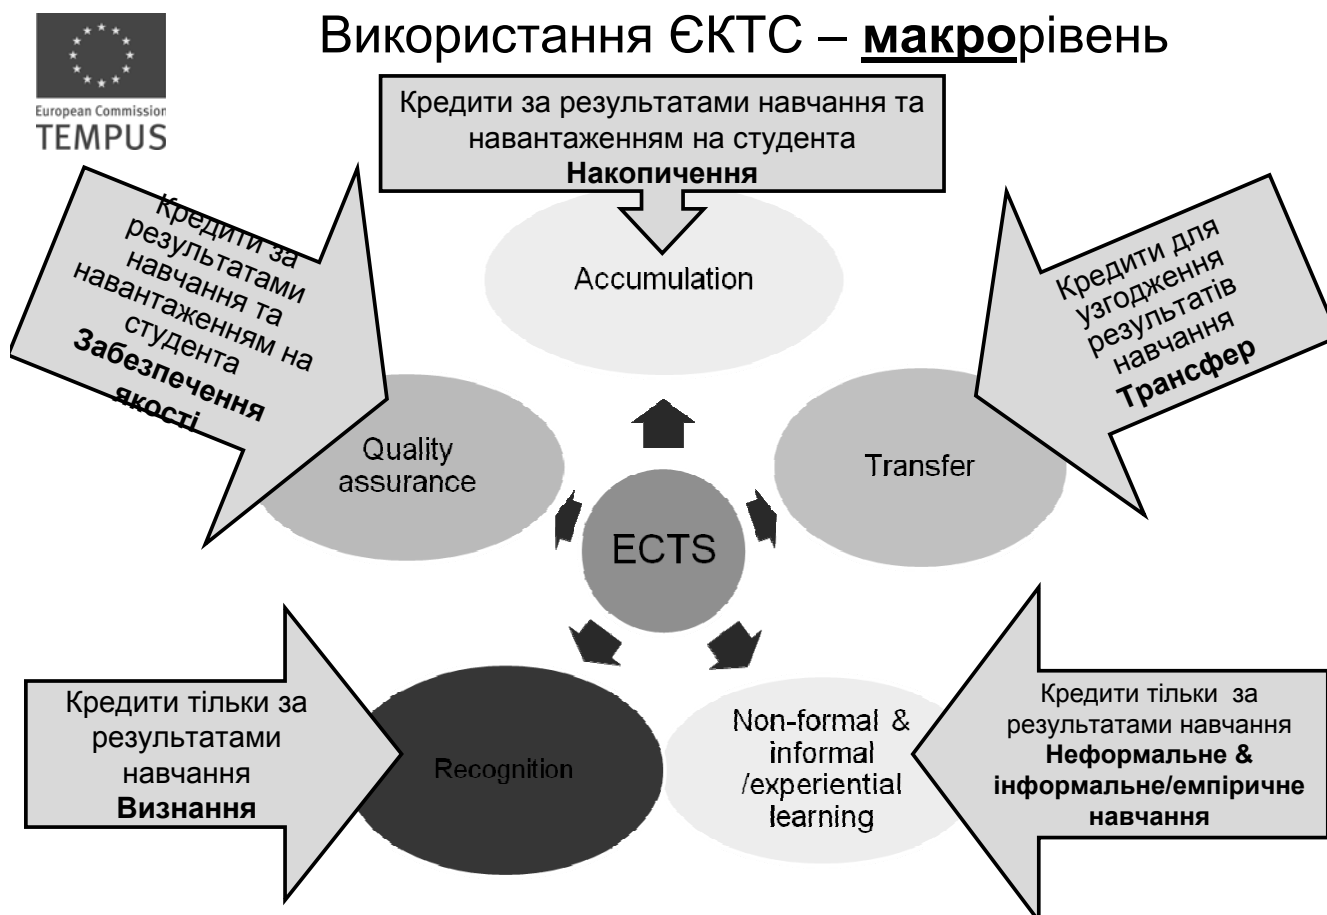 Використання ЄКТС – макрорівень
European Commission
TEMPUS
Кредити за результатами навчання та
навантаженням на студента
Накопичення
Кредити за
результатами
навчання та
навантаженням на
студента
Забезпечення
якості
Кредити для
узгодження
результатів
навчання
Трансфер
Accumulation
Quality
assurance
Transfer
ECTS
Кредити тільки за
результатами
навчання
Визнання
Recognition
Non-formal &
informal
/experiential
learning
Кредити тільки за
результатами навчання
Неформальне &
інформальне/емпіричне
навчання